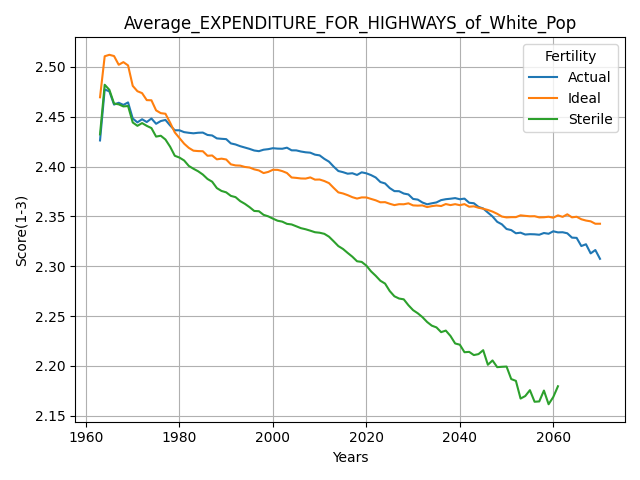 Average_EXPENDITURE_FOR_HIGHWAYS_of_White_Pop
Fertility
Actual
Ideal
Sterile
Score(1-3)
2.50
2.45
2.40
2.35
2.30
2.25
2.20
2.15
1960 1980 2000 2020 2040 2060
Years